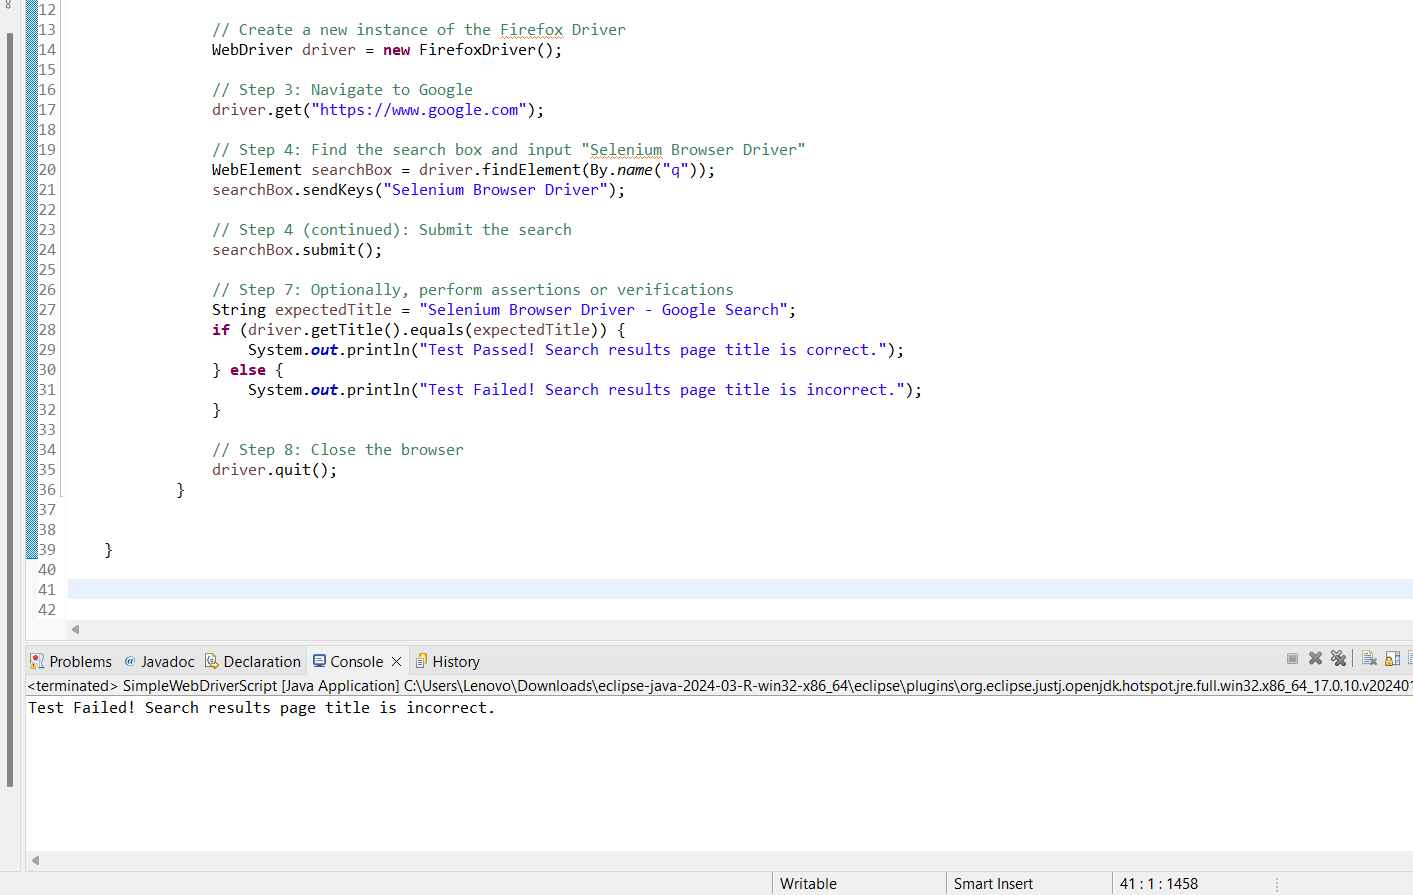 12
13 // Create a new instance of the Firefox Driver
14 WebDriver driver = new FirefoxDriver();
15
16 // Step 3: Navigate to Google
17 driver.get("https://www.google.com");
18
19 // Step 4: Find the search box and input "Selenium Browser Driver"
20 WebElement searchBox = driver.findElement(By.name("q"));
21 searchBox.sendKeys("Selenium Browser Driver");
22
23 // Step 4 (continued): Submit the search
24 searchBox.submit();
25
26 // Step 7: Optionally, perform assertions or verifications
27 String expectedTitle = "Selenium Browser Driver - Google Search";
28 if (driver.getTitle().equals(expectedTitle)) {
29 System.out.println("Test Passed! Search results page title is correct.");
30 } else {
31 System.out.println("Test Failed! Search results page title is incorrect.");
32 }
33
34 // Step 8: Close the browser
35 driver.quit();
36 }
37
38
39 }
40
41
42
Problems @ Javadoc Declaration Console History
<terminated> SimpleWebDriverScript [Java Application] C:\Users\Lenovo\Downloads\eclipse-java-2024-03-R-win32-x86_64\eclipse\plugins\org.eclipse.justj.openjdk.hotspot.jre.full.win32.x86_64_17.0.10.v202401
Test Failed! Search results page title is incorrect.
Writable Smart Insert 41 : 1 : 1458